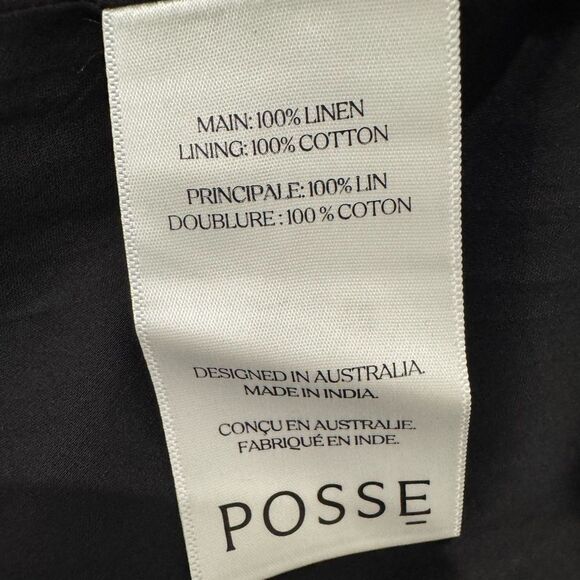 MAIN: 100% LINEN
LINING: 100% COTTON
PRINCIPALE: 100% LIN
DOUBLURE : 100 % COTON
DESIGNED IN AUSTRALIA.
MADE IN INDIA.
CONÇU EN AUSTRALIE.
FABRIQUÉ EN INDE.
POSSE